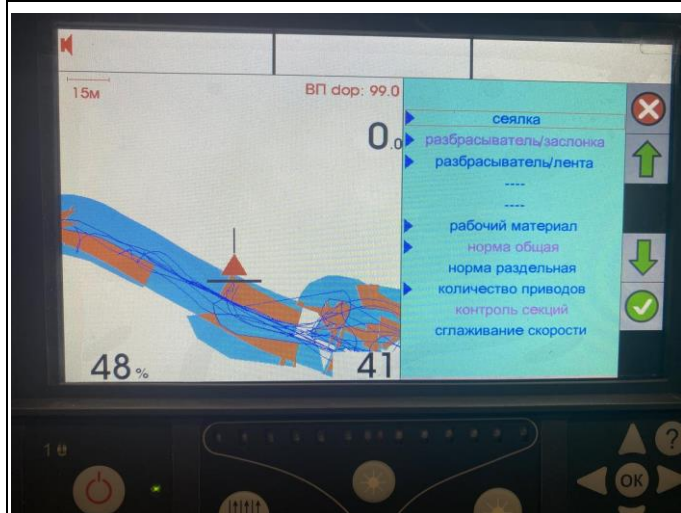 15м
ВП dop: 99.0
0.0
48%
41
сеялка
разбрасыватель/заслонка
разбрасыватель/лента
----
----
рабочий материал
норма общая
норма раздельная
количество приводов
контроль секций
сглаживание скорости
1
?
OK